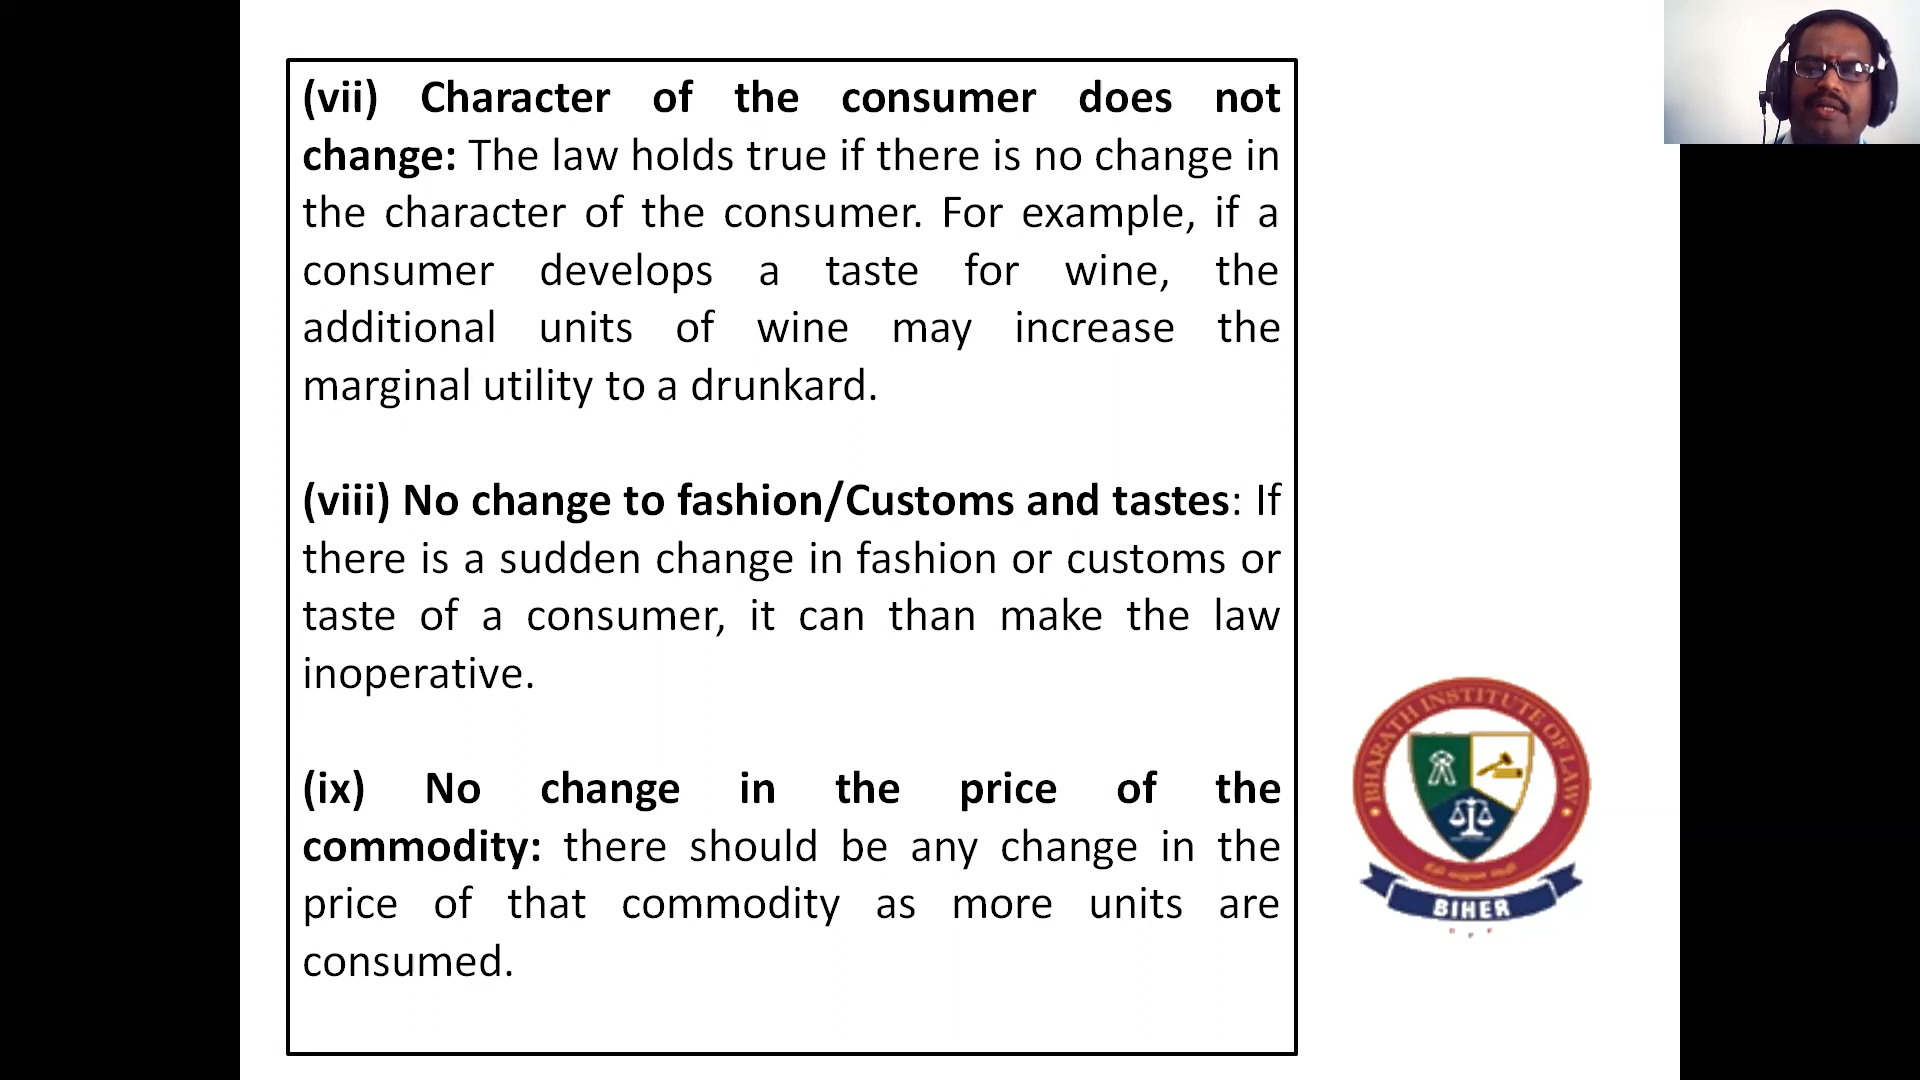 (vii) Character of the consumer does not
change: The law holds true if there is no change in
the character of the consumer. For example, if a
consumer develops a taste for wine, the
additional units of wine may increase the
marginal utility to a drunkard.
(viii) No change to fashion/Customs and tastes: If
there is a sudden change in fashion or customs or
taste of a consumer, it can than make the law
inoperative.
(ix) No change in the price of the
commodity: there should be any change in the
price of that commodity as more units are
consumed.
BHARATH INSTITUTE OF LAW
BIHER